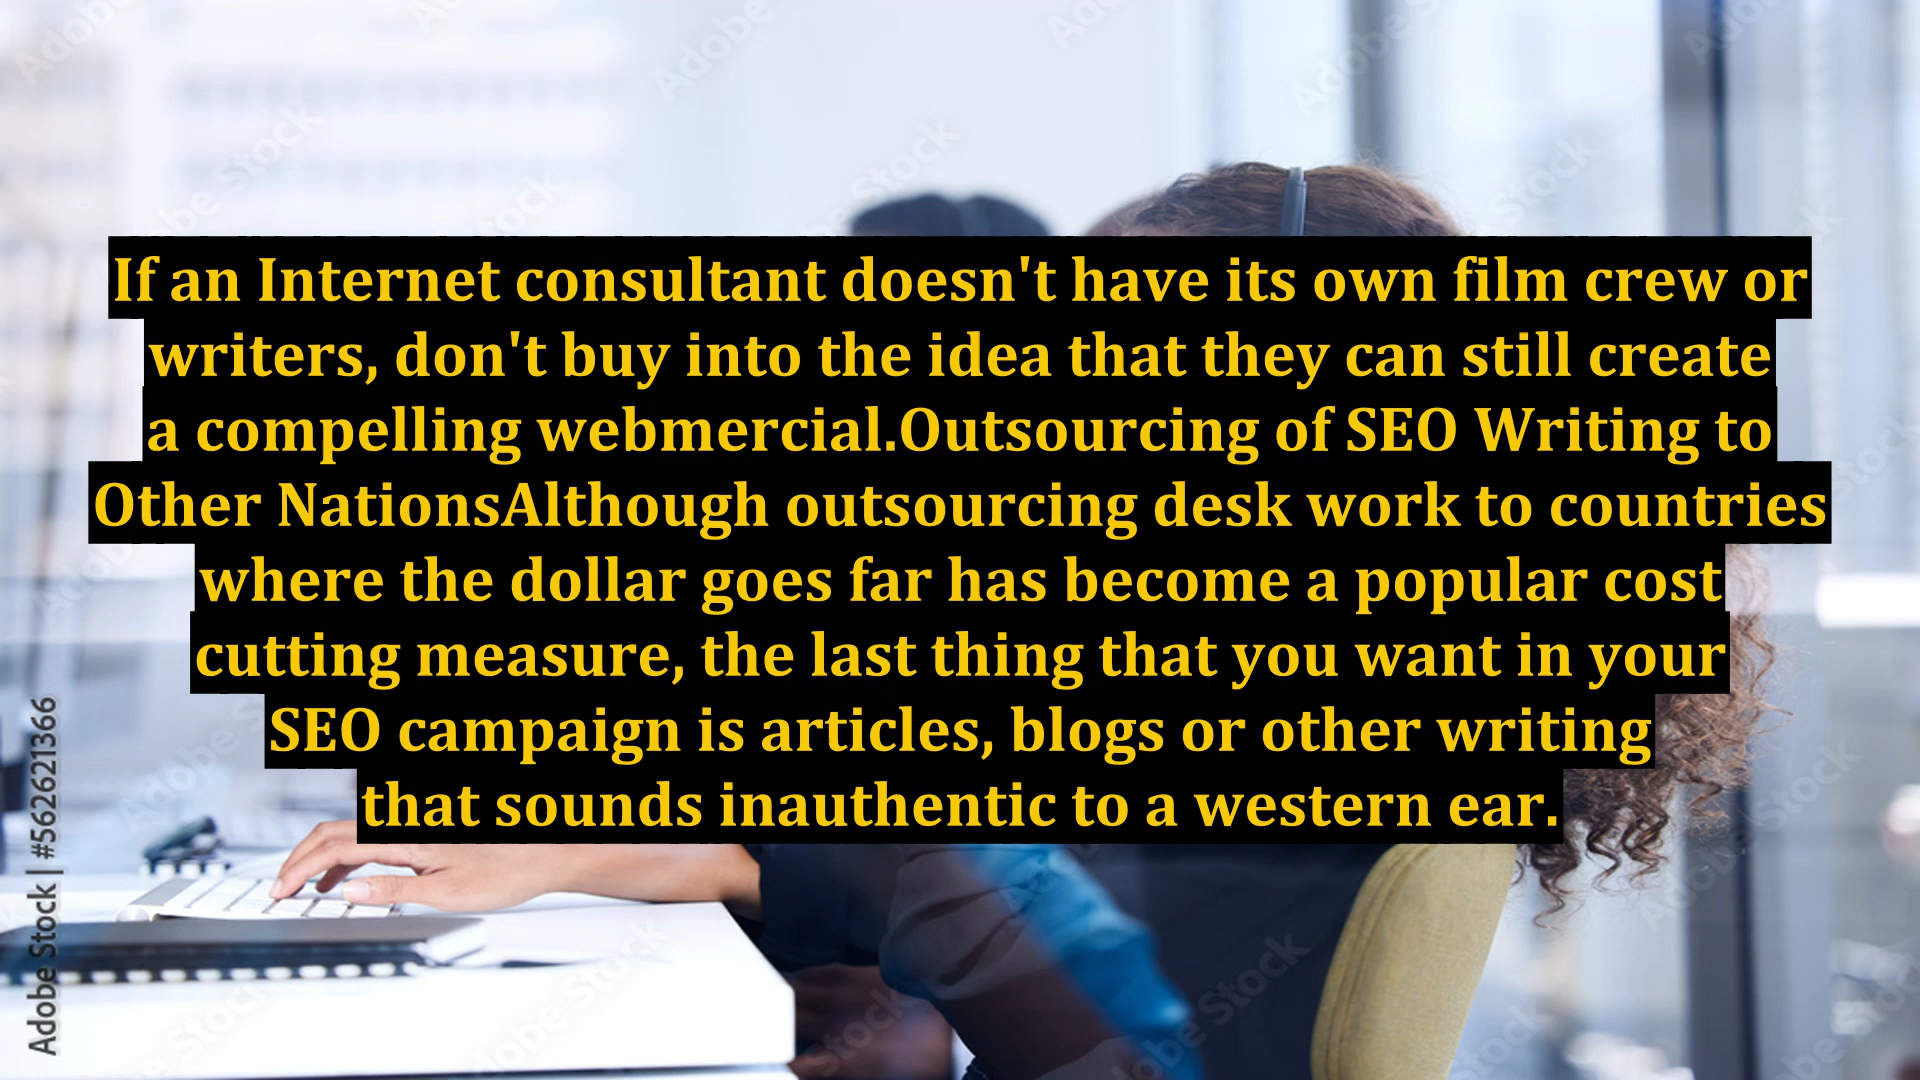 If an Internet consultant doesn't have its own film crew or
writers, don't buy into the idea that they can still create
a compelling webmercial.Outsourcing of SEO Writing to
Other NationsAlthough outsourcing desk work to countries
where the dollar goes far has become a popular cost
cutting measure, the last thing that you want in your
SEO campaign is articles, blogs or other writing
that sounds inauthentic to a western ear.
Adobe Stock | #562621366